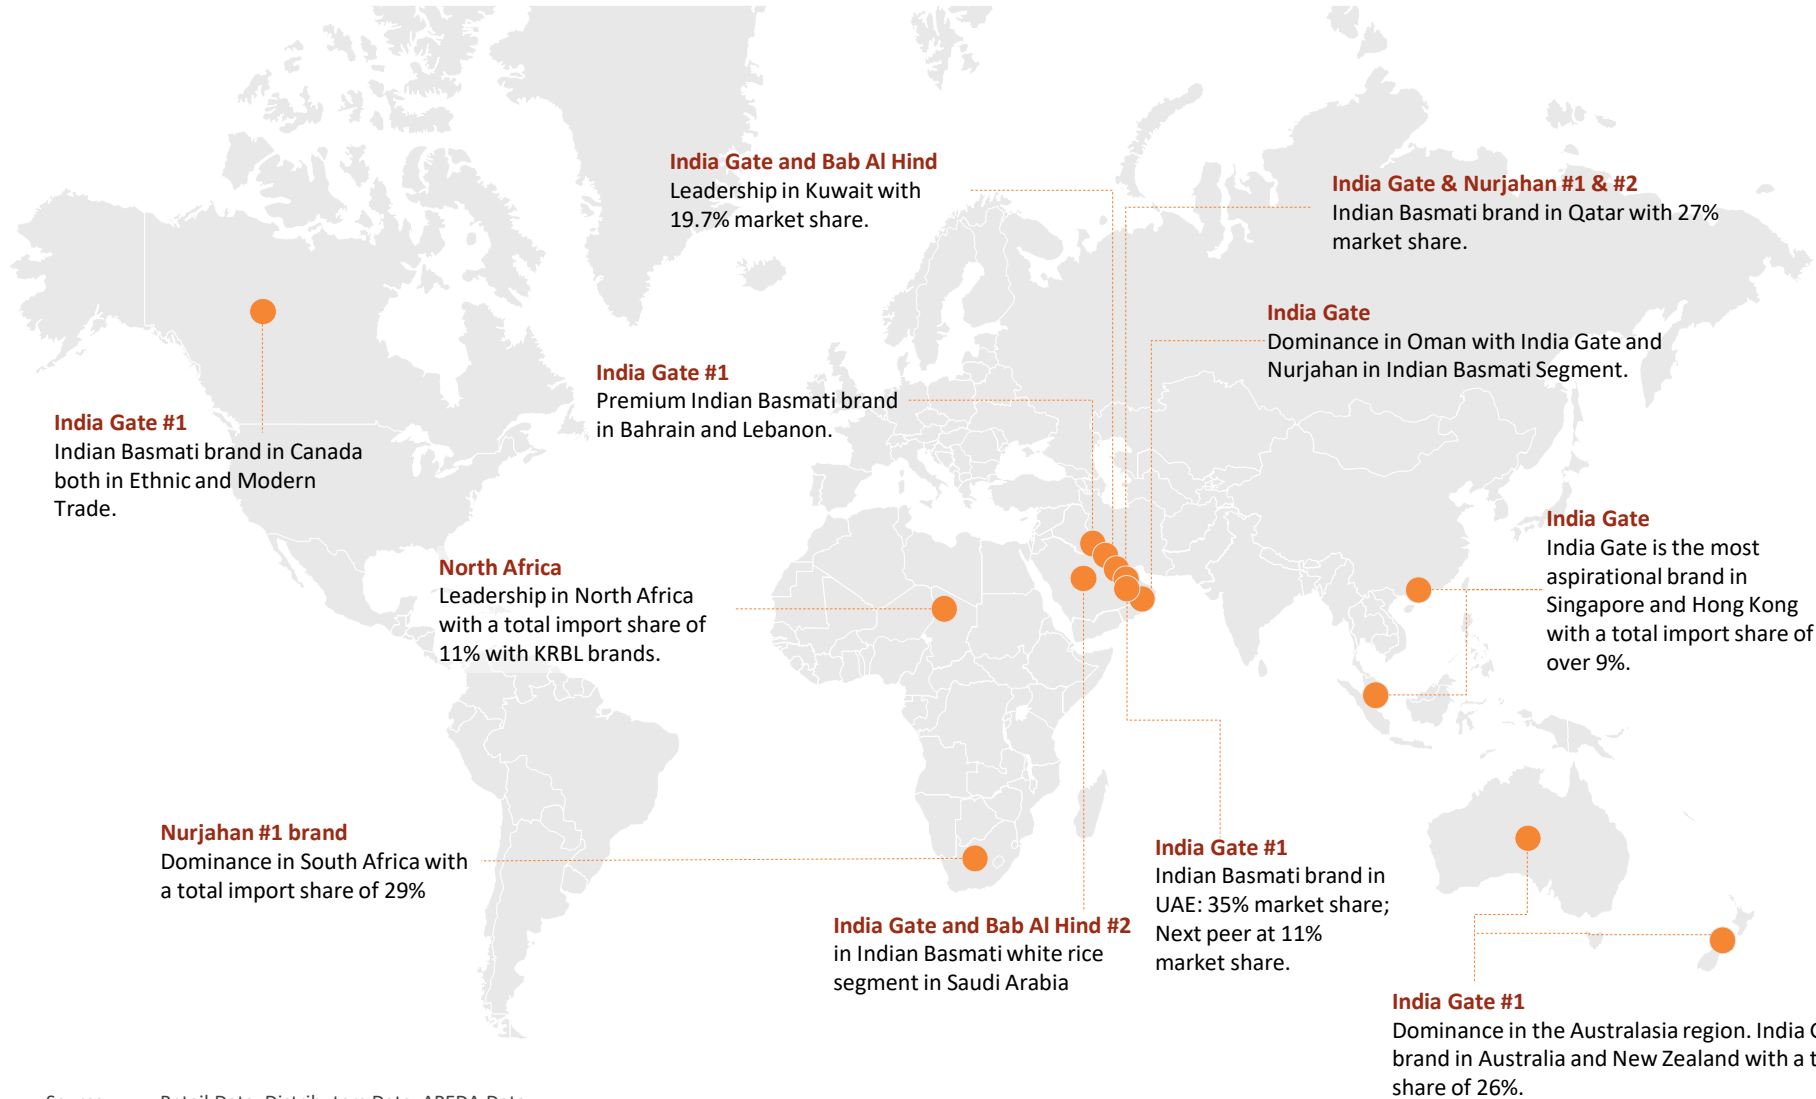 India Gate and Bab Al Hind
Leadership in Kuwait with
19.7% market share.
India Gate & Nurjahan #1 & #2
Indian Basmati brand in Qatar with 27%
market share.
India Gate
Dominance in Oman with India Gate and
Nurjahan in Indian Basmati Segment.
India Gate #1
Premium Indian Basmati brand
in Bahrain and Lebanon.
India Gate #1
Indian Basmati brand in Canada
both in Ethnic and Modern
Trade.
India Gate
India Gate is the most
aspirational brand in
Singapore and Hong Kong
with a total import share of
over 9%.
North Africa
Leadership in North Africa
with a total import share of
11% with KRBL brands.
Nurjahan #1 brand
Dominance in South Africa with
a total import share of 29%
India Gate #1
Indian Basmati brand in
UAE: 35% market share;
Next peer at 11%
market share.
India Gate and Bab Al Hind #2
in Indian Basmati white rice
segment in Saudi Arabia
India Gate #1
Dominance in the Australasia region. India
brand in Australia and New Zealand with a
share of 26%.